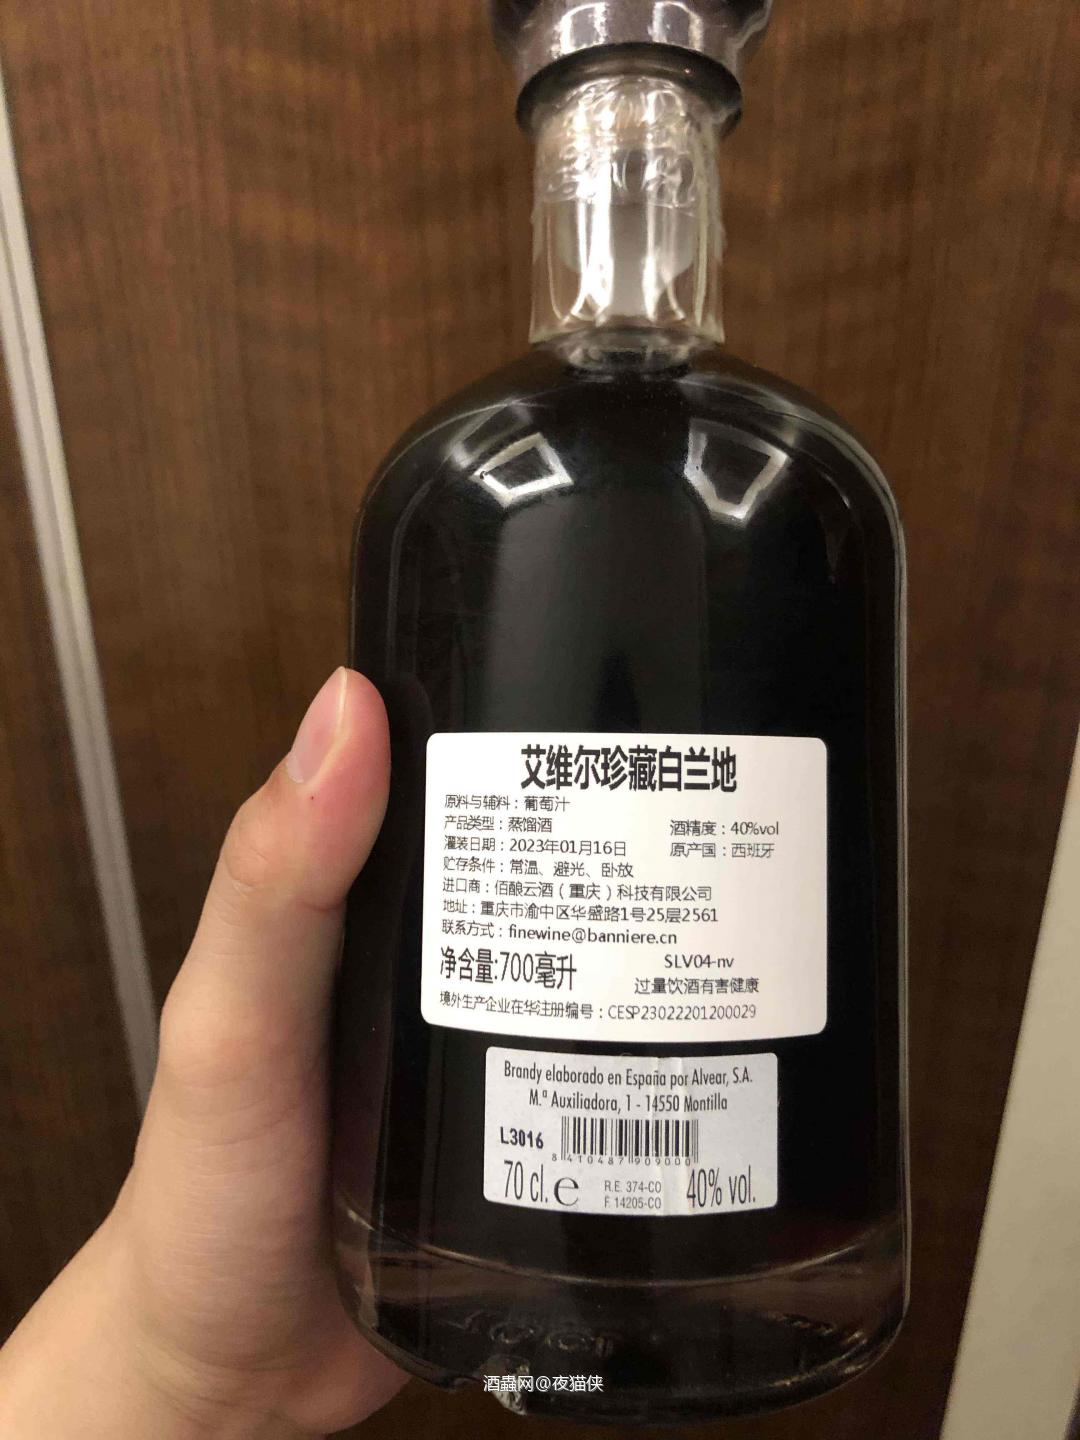 艾维尔珍藏白兰地
原料与辅料：葡萄汁
产品类型：蒸馏酒 酒精度：40%vol
灌装日期：2023年01月16日 原产国：西班牙
贮存条件：常温、避光、卧放
进口商：佰酿云酒（重庆）科技有限公司
地址：重庆市渝中区华盛路1号25层2561
联系方式：finewine@banniere.cn
净含量:700毫升 SLV04-nv
过量饮酒有害健康
境外生产企业在华注册编号：CESP23022201200029
Brandy elaborado en España por Alvear, S.A.
M.ª Auxiliadora, 1 - 14550 Montilla
L3016
8 410487 909000
70 cl. e R.E. 374-CO 40% vol.
F. 14205-CO
酒蟲网@夜猫侠